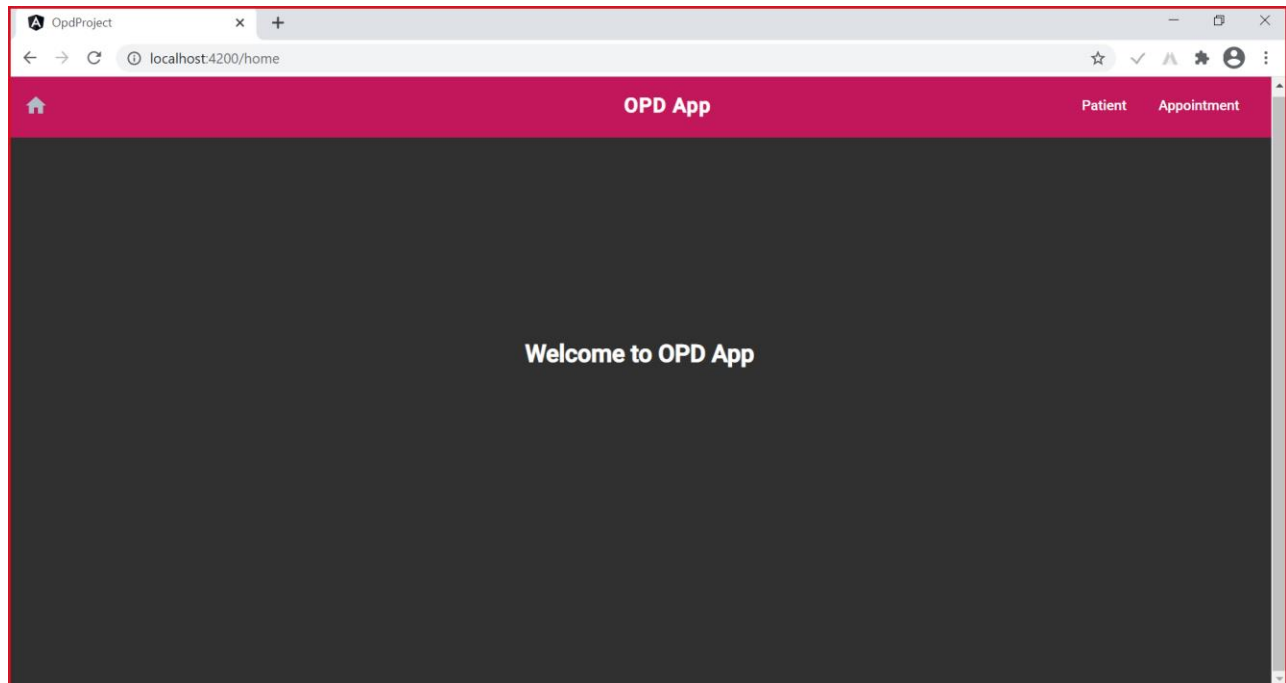 OpdProject
localhost:4200/home
OPD App
Patient Appointment
Welcome to OPD App